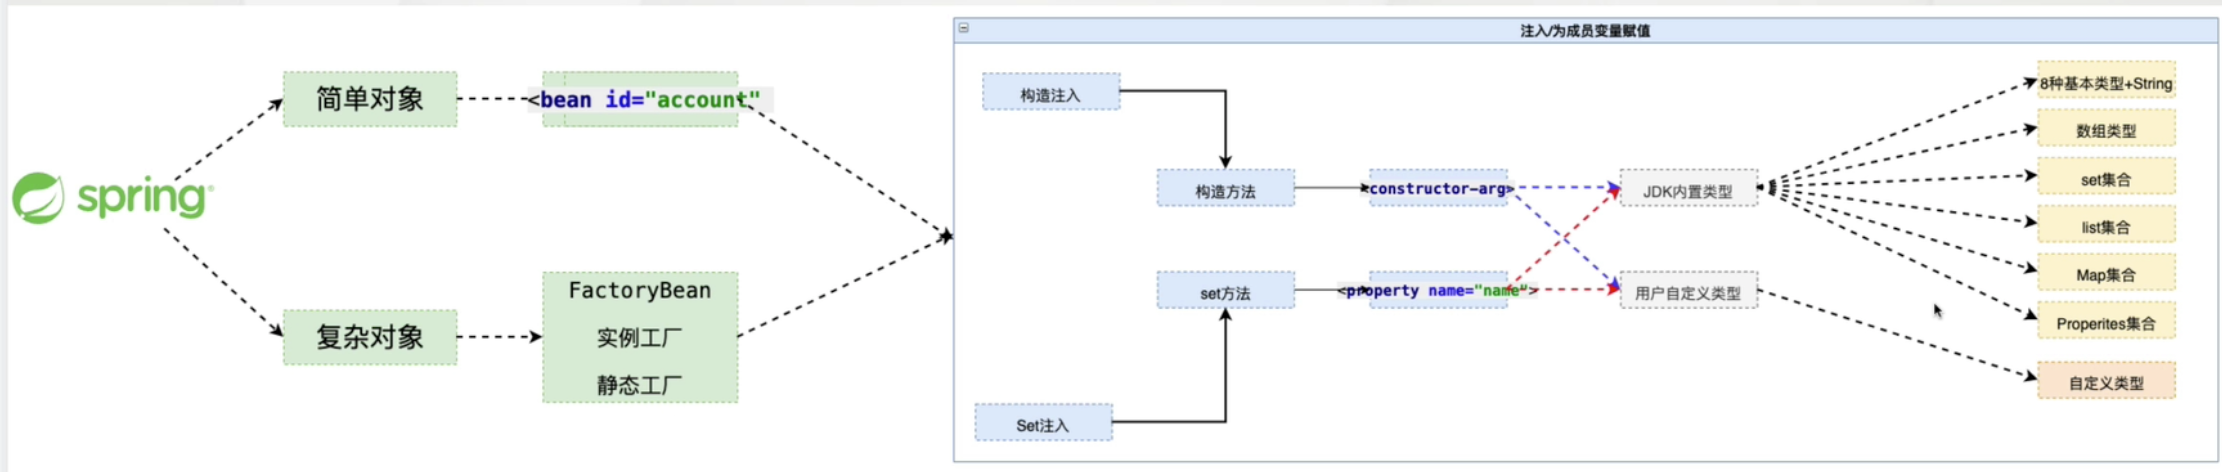 spring
简单对象
<bean id="account"
复杂对象
FactoryBean
实例工厂
静态工厂
注入/为成员变量赋值
构造注入
构造方法
constructor-arg>
set方法
<property name="name">
Set注入
JDK内置类型
用户自定义类型
8种基本类型+String
数组类型
set集合
list集合
Map集合
Properites集合
自定义类型